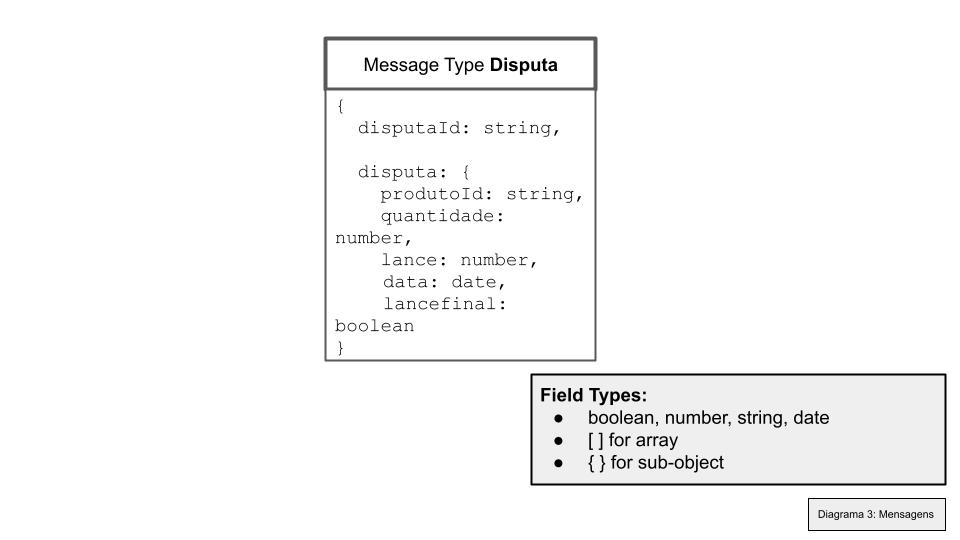 Message Type Disputa
{
disputaId: string,
disputa: {
produtoId: string,
quantidade:
number,
lance: number,
data: date,
lancefinal:
boolean
}
Field Types:
● boolean, number, string, date
● [ ] for array
● { } for sub-object
Diagrama 3: Mensagens